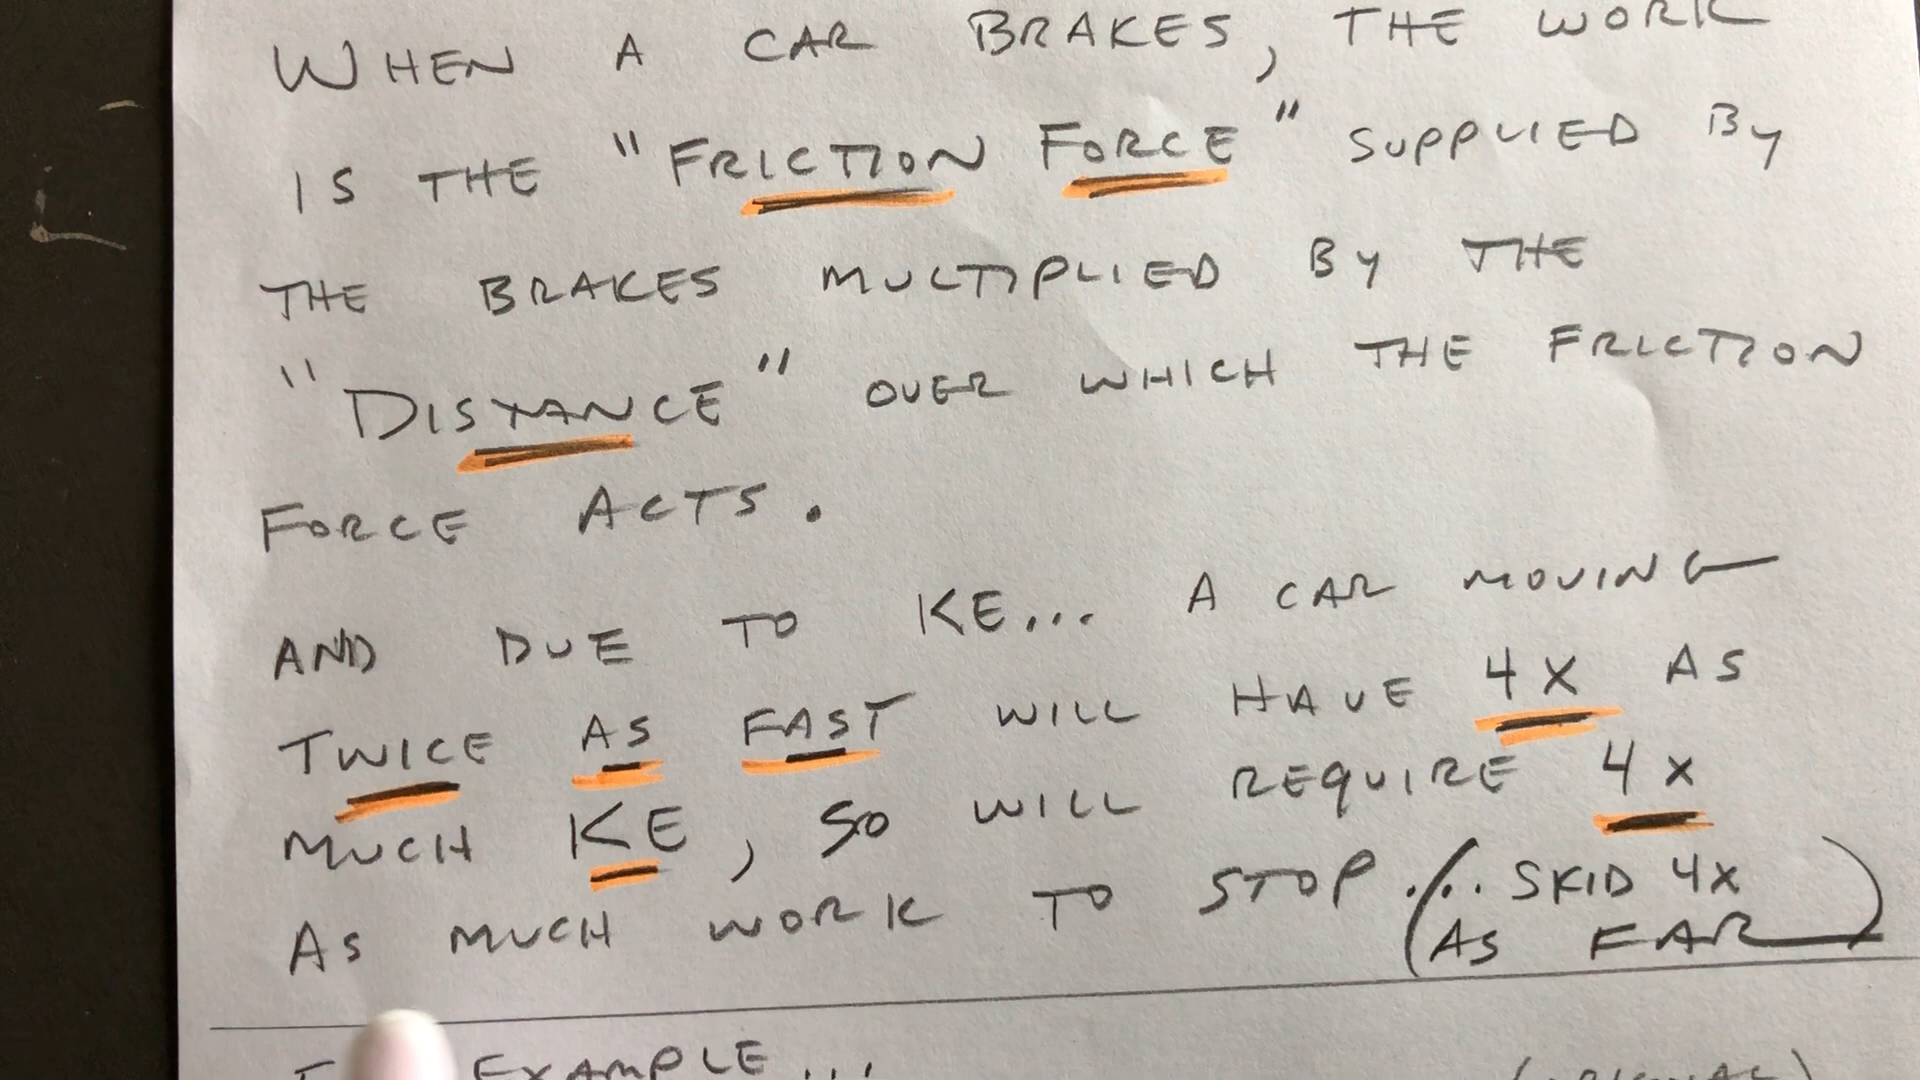 WHEN A CAR BRAKES, THE WORK
IS THE "FRICTION FORCE" SUPPLIED BY
THE BRAKES MULTIPLIED BY THE
"DISTANCE" OVER WHICH THE FRICTION
FORCE ACTS.
AND DUE TO KE... A CAR MOVING
TWICE AS FAST WILL HAVE 4X AS
MUCH KE, SO WILL REQUIRE 4X
AS MUCH WORK TO STOP... (SKID 4X
AS FAR)
EXAMPLE...